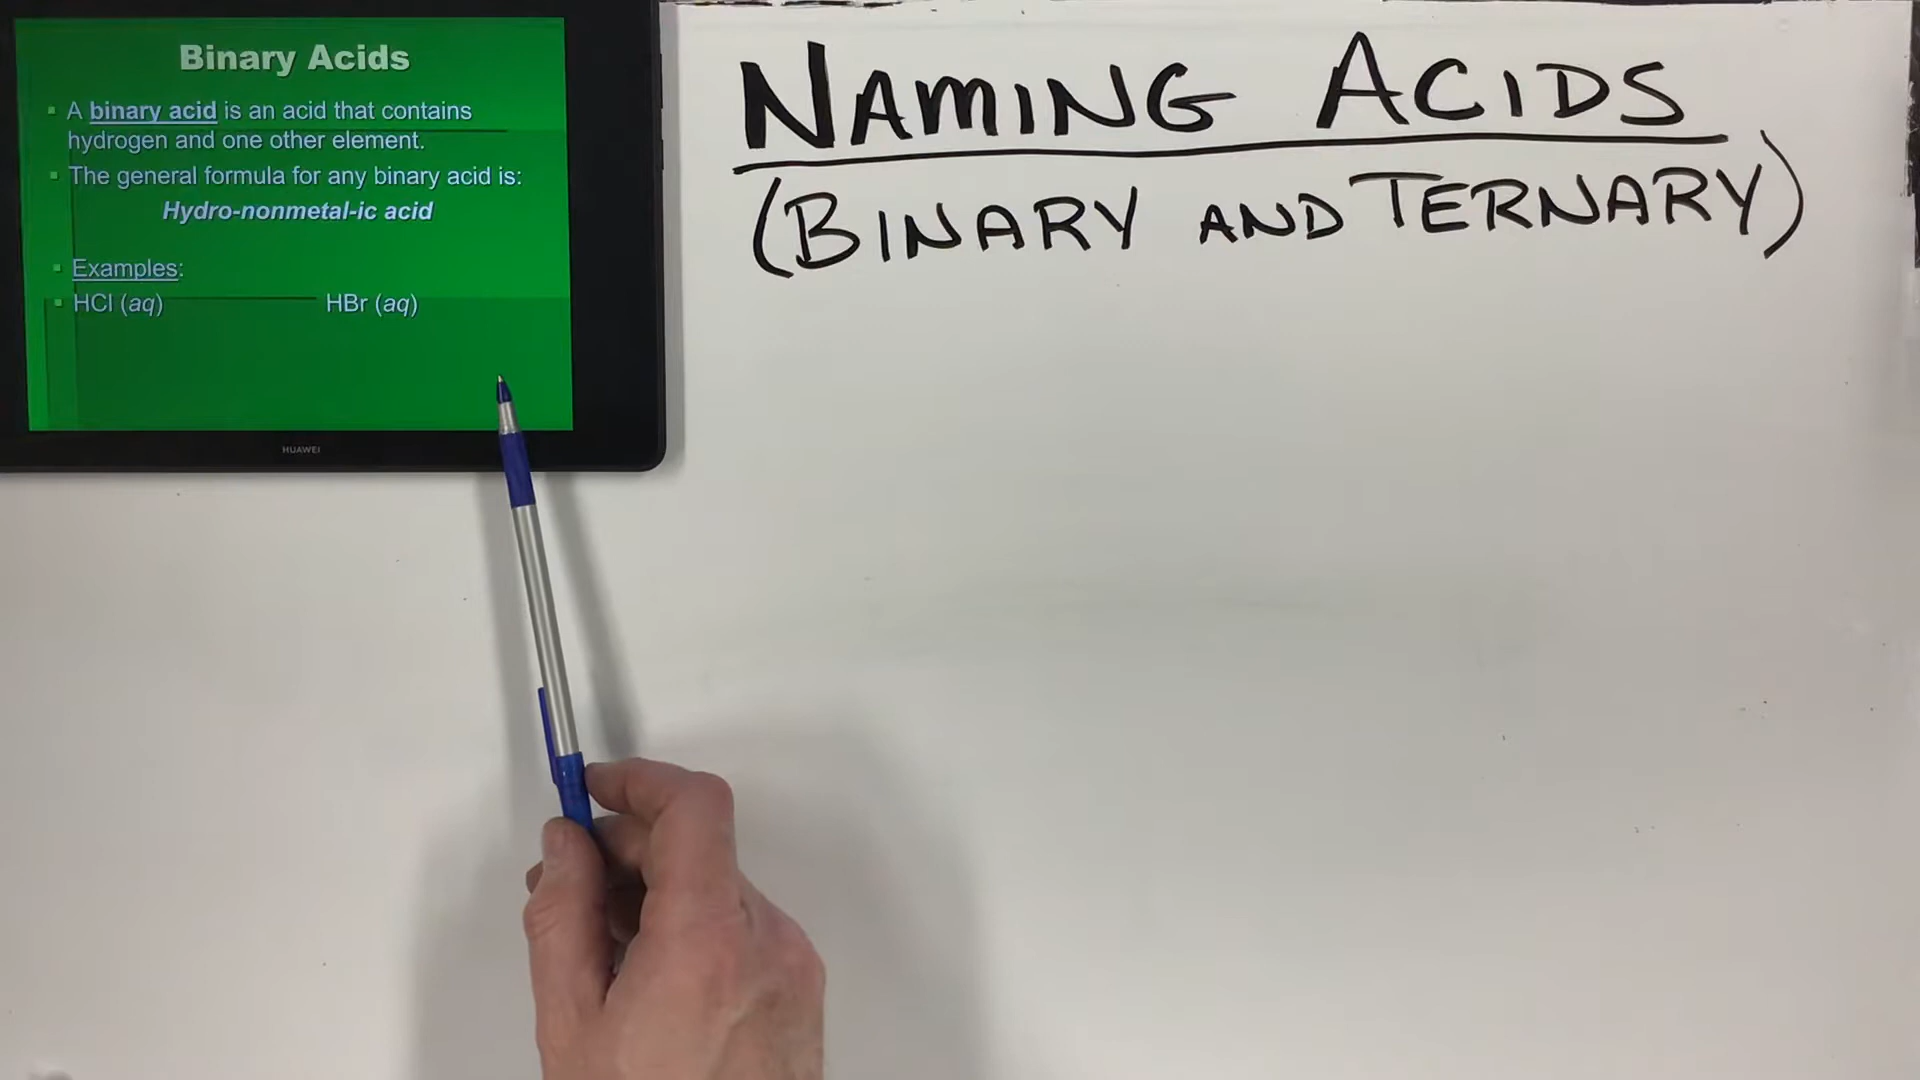 Binary Acids
▪ A binary acid is an acid that contains
hydrogen and one other element.
▪ The general formula for any binary acid is:
Hydro-nonmetal-ic acid
▪ Examples:
▪ HCl (aq) HBr (aq)
HUAWEI
NAMING ACIDS
(BINARY AND TERNARY)